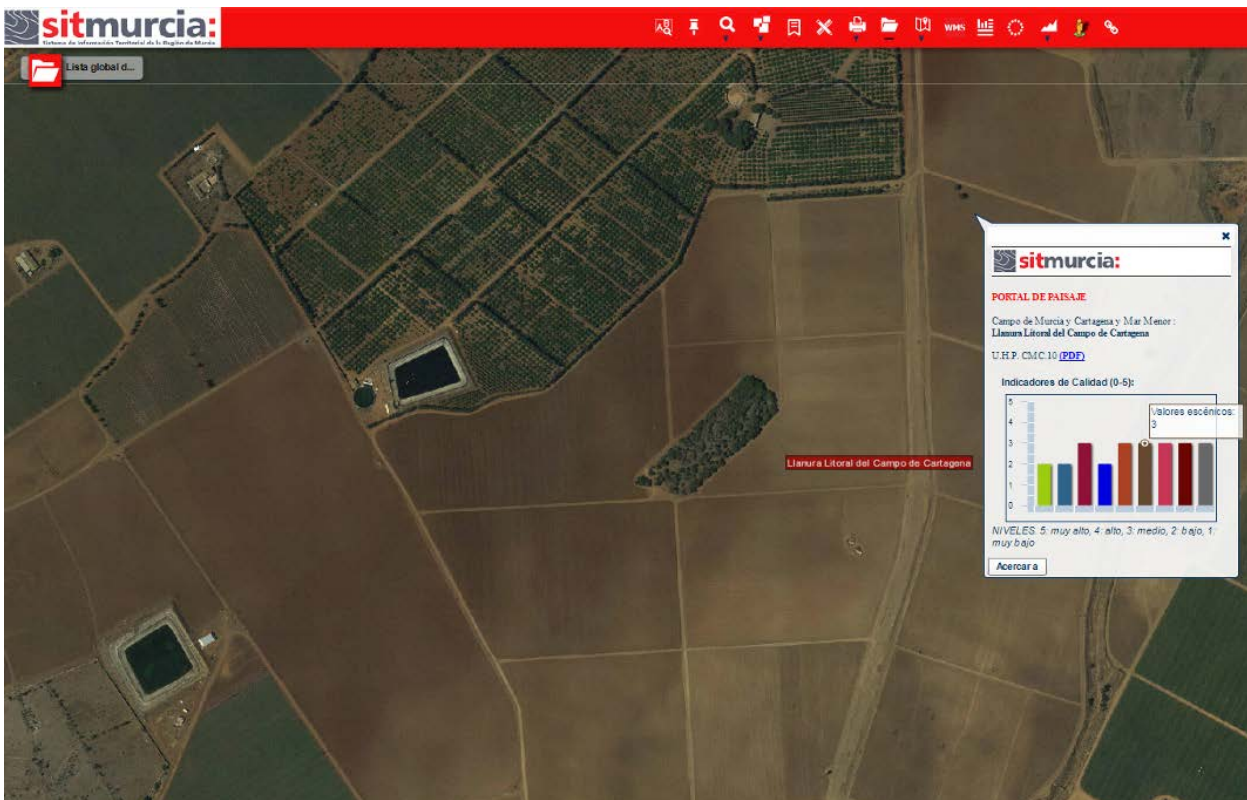 sitmurcia:
Sistema de Información Territorial de la Región de Murcia
WMS
Lista global d...
sitmurcia:
PORTAL DE PAISAJE
Campo de Murcia y Cartagena y Mar Menor :
Llanura Litoral del Campo de Cartagena
U.H.P. CMC.10 (PDF)
Indicadores de Calidad (0-5):
5
4
3
2
1
0
Valores escénicos:
3
NIVELES: 5: muy alto, 4: alto, 3: medio, 2: bajo, 1:
muy bajo
Acercar a
Llanura Litoral del Campo de Cartagena